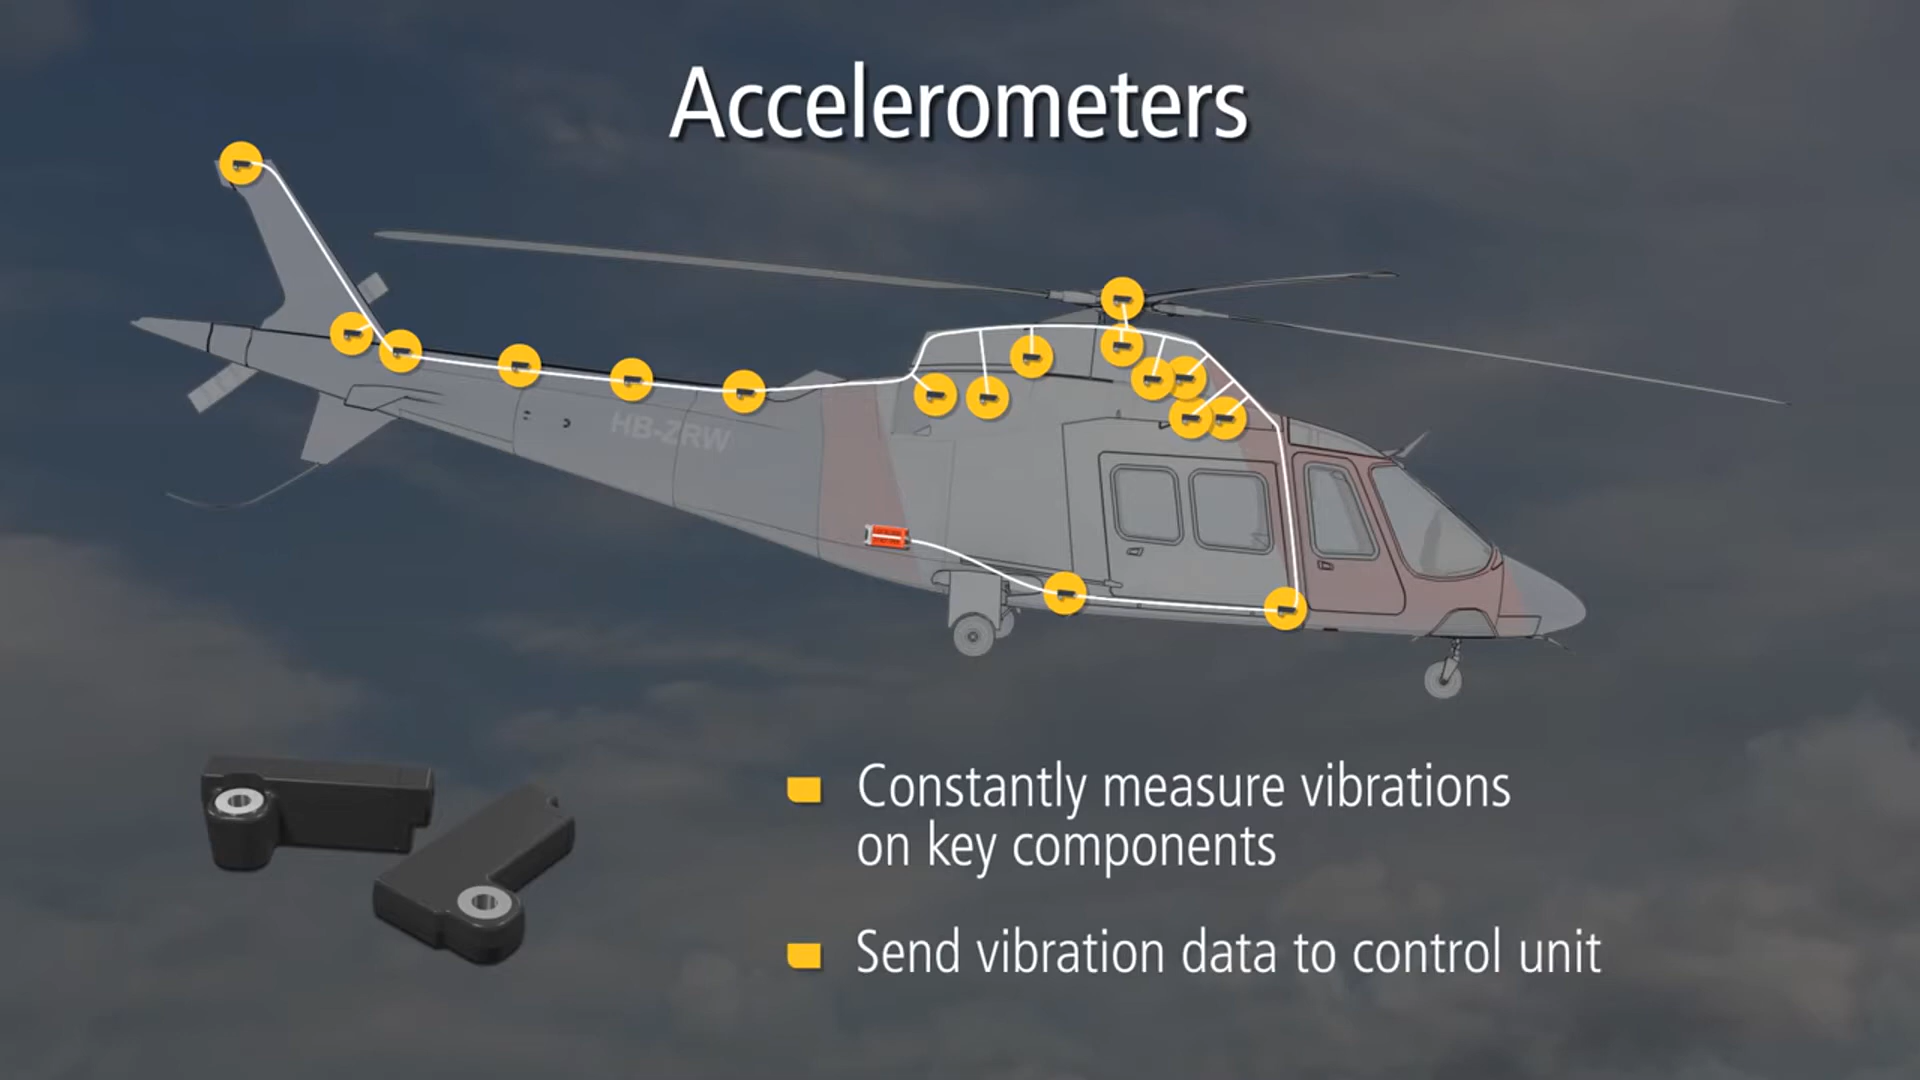 Accelerometers
HB-ZRW
Constantly measure vibrations
on key components
Send vibration data to control unit